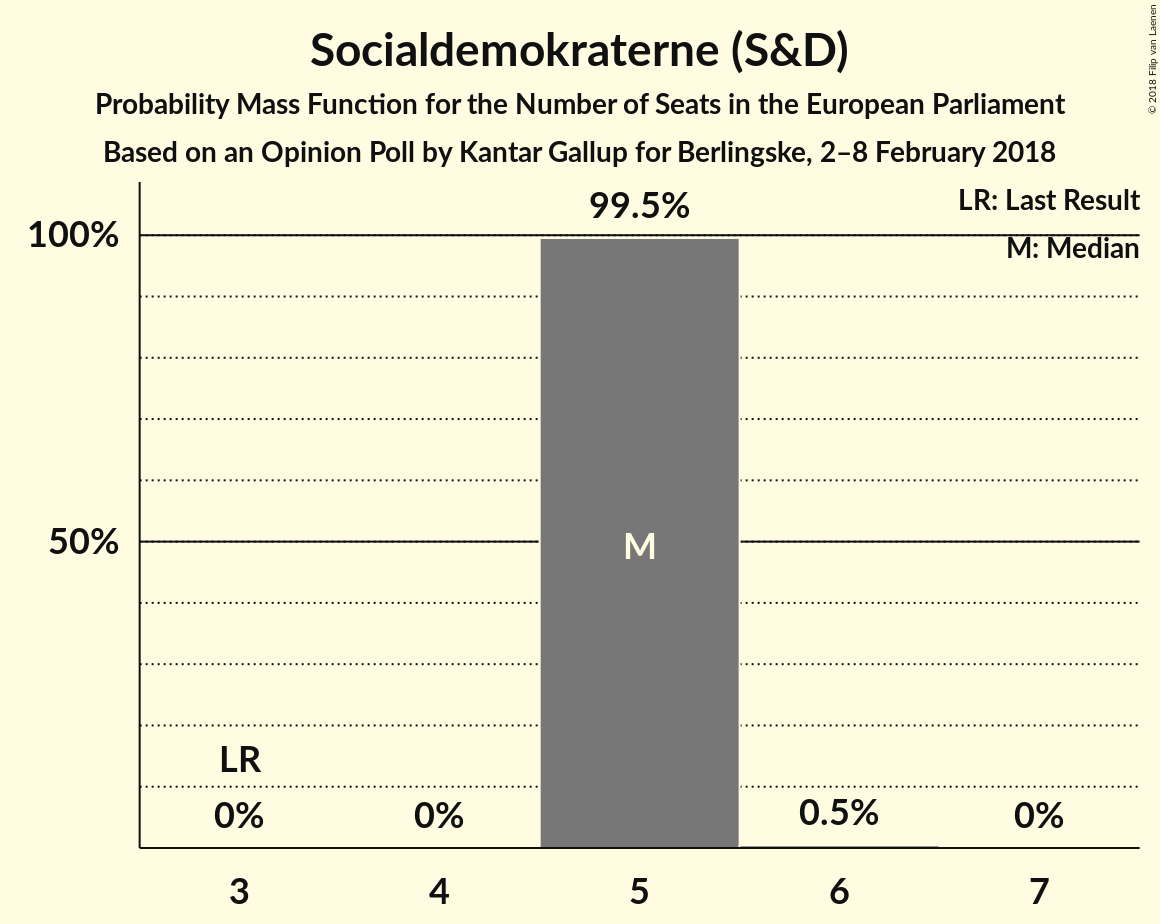 Socialdemokraterne (S&D)
Probability Mass Function for the Number of Seats in the European Parliament
Based on an Opinion Poll by Kantar Gallup for Berlingske, 2–8 February 2018
© 2018 Filip van Laenen
LR: Last Result
M: Median
99.5%
100%
50%
M
LR
0%
0%
0.5%
0%
3
4
5
6
7